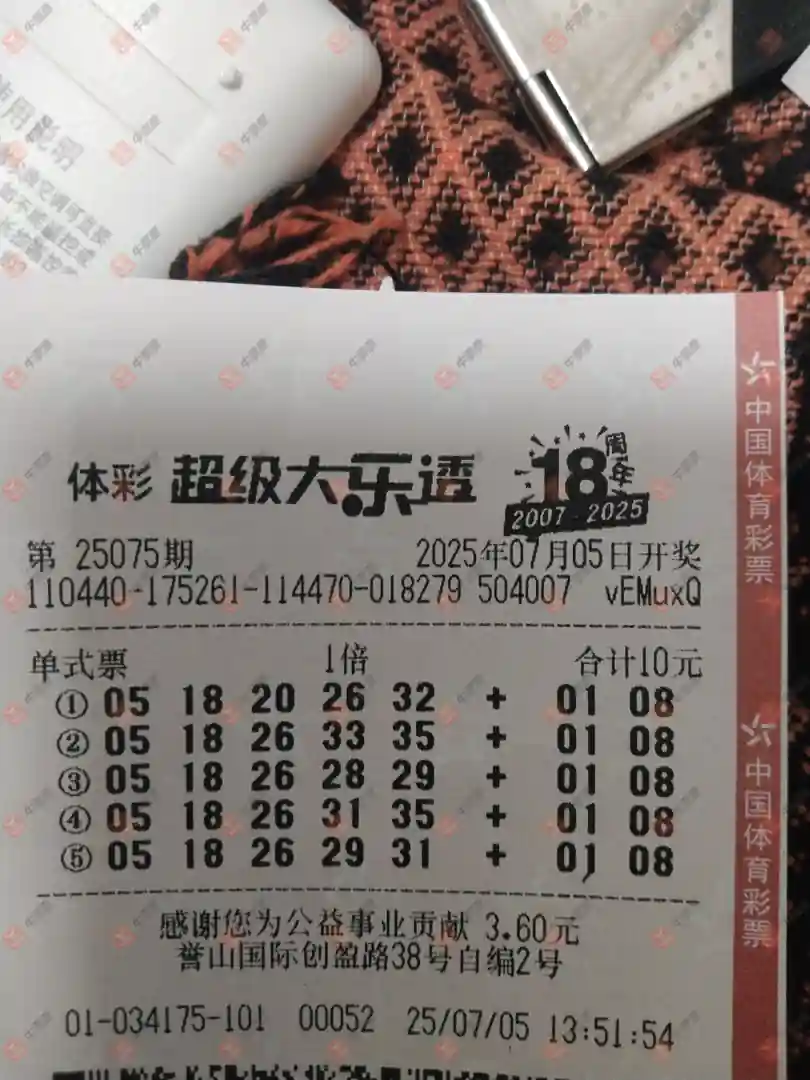 使用说明
体彩 超级大乐透 18周年
2007-2025
第 25075期 2025年07月05日开奖
110440-175261-114470-018279 504007 vEMuxQ
单式票 1倍 合计10元
① 05 18 20 26 32 + 01 08
② 05 18 26 33 35 + 01 08
③ 05 18 26 28 29 + 01 08
④ 05 18 26 31 35 + 01 08
⑤ 05 18 26 29 31 + 01 08
感谢您为公益事业贡献 3.60元
誉山国际创盈路38号自编2号
01-034175-101 00052 25/07/05 13:51:54
中国体育彩票
中国体育彩票